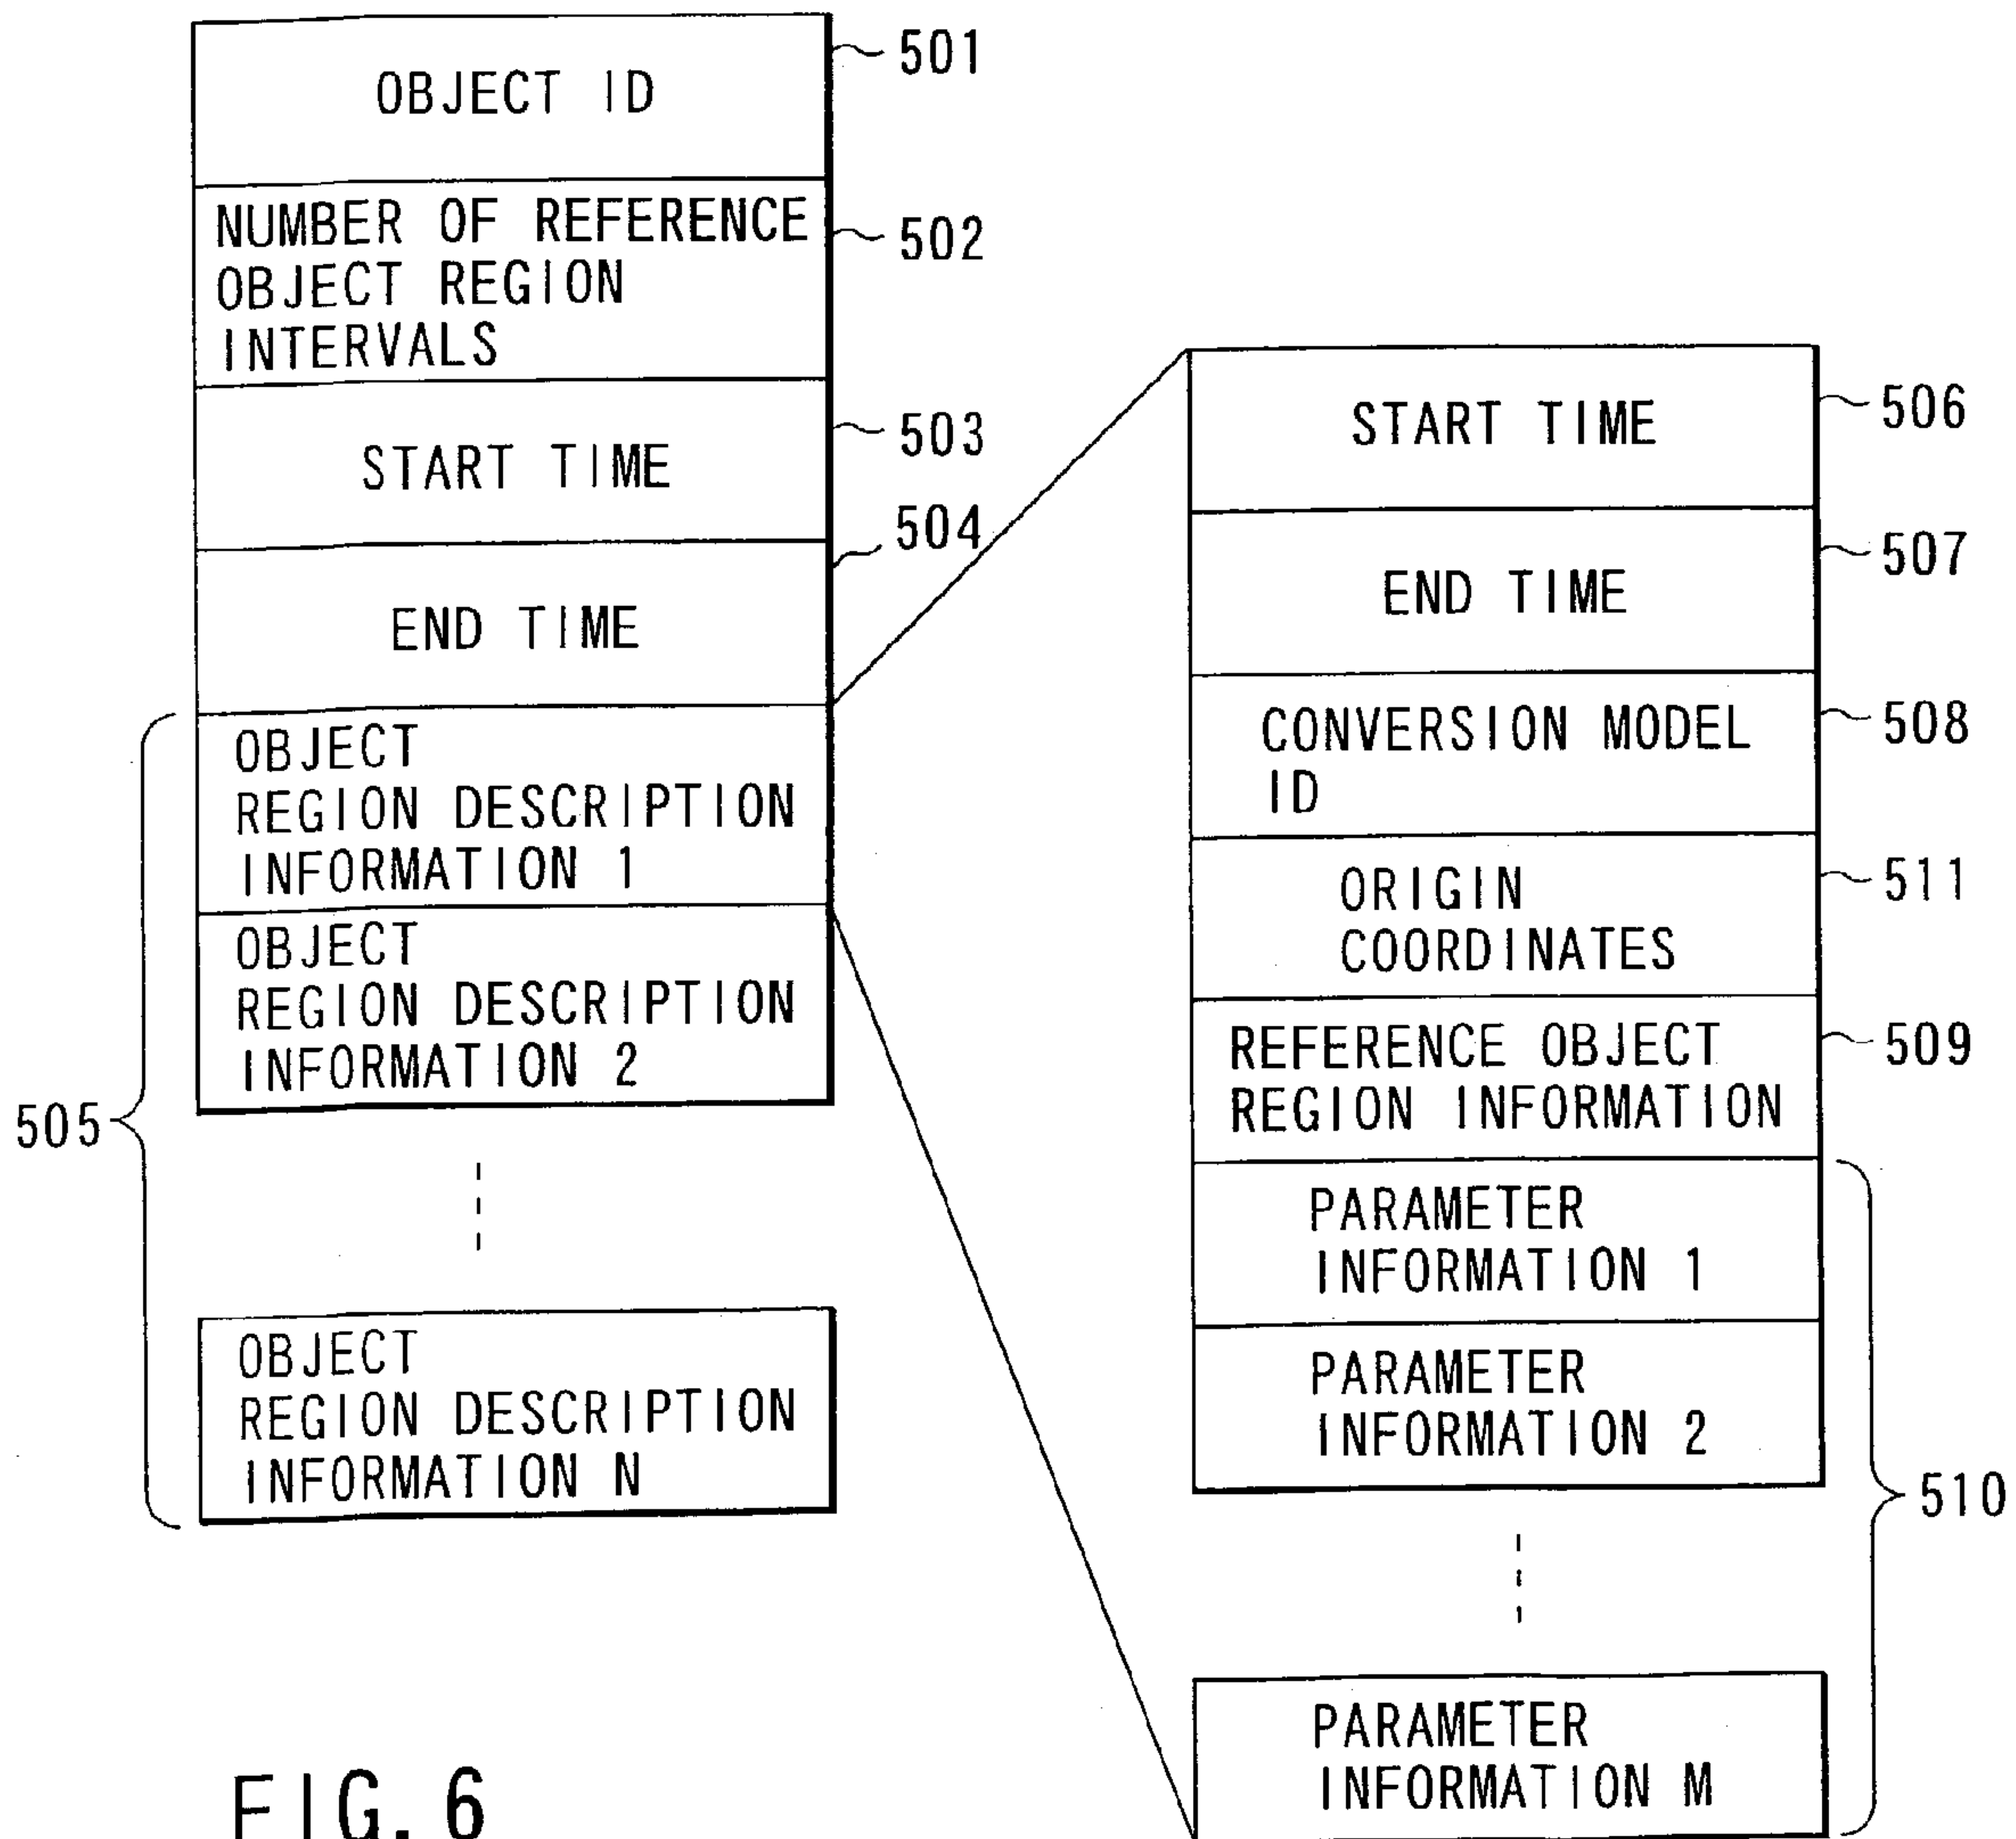 OBJECT ID
501
NUMBER OF REFERENCE
OBJECT REGION
INTERVALS
502
START TIME
503
END TIME
504
OBJECT
REGION DESCRIPTION
INFORMATION 1
OBJECT
REGION DESCRIPTION
INFORMATION 2
505
OBJECT
REGION DESCRIPTION
INFORMATION N
START TIME
506
END TIME
507
CONVERSION MODEL
ID
508
ORIGIN
COORDINATES
511
REFERENCE OBJECT
REGION INFORMATION
509
PARAMETER
INFORMATION 1
PARAMETER
INFORMATION 2
510
PARAMETER
INFORMATION M
FIG. 6